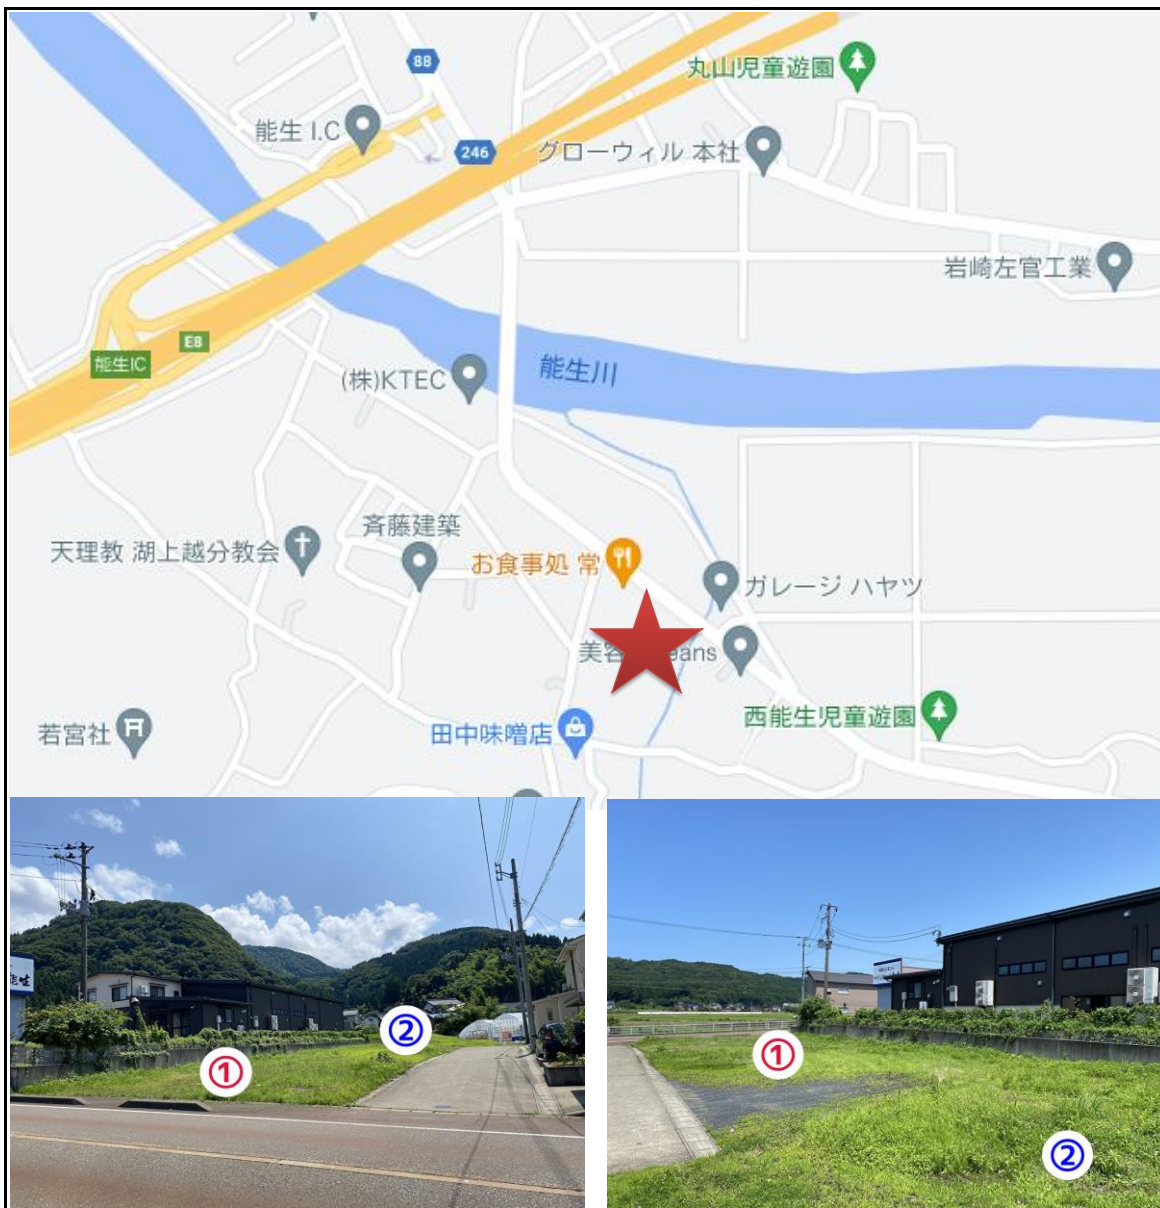 88
丸山児童遊園
能生 I.C
246
グローウィル 本社
岩崎左官工業
E8
能生IC
(株)KTEC
能生川
斉藤建築
天理教 湖上越分教会
お食事処 常
ガレージ ハヤツ
美容 eans
西能生児童遊園
若宮社
田中味噌店
能生
①
②
①
②